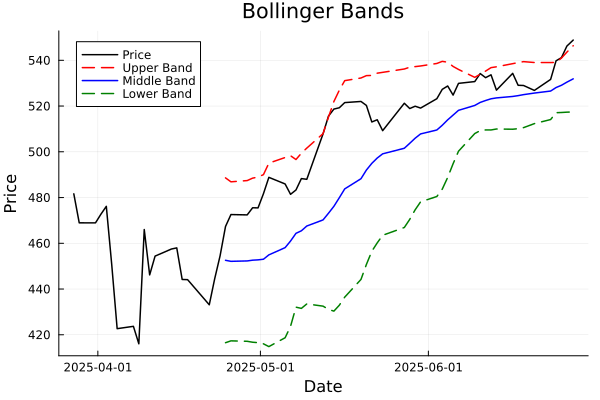 Bollinger Bands
Price
Upper Band
Middle Band
Lower Band
540
520
500
480
460
440
420
Price
2025-04-01 2025-05-01 2025-06-01
Date